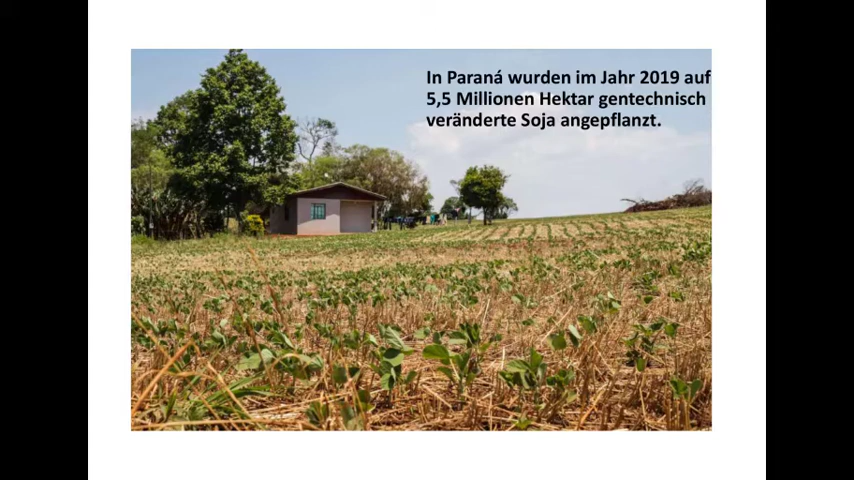 In Paraná wurden im Jahr 2019 auf
5,5 Millionen Hektar gentechnisch
veränderte Soja angepflanzt.